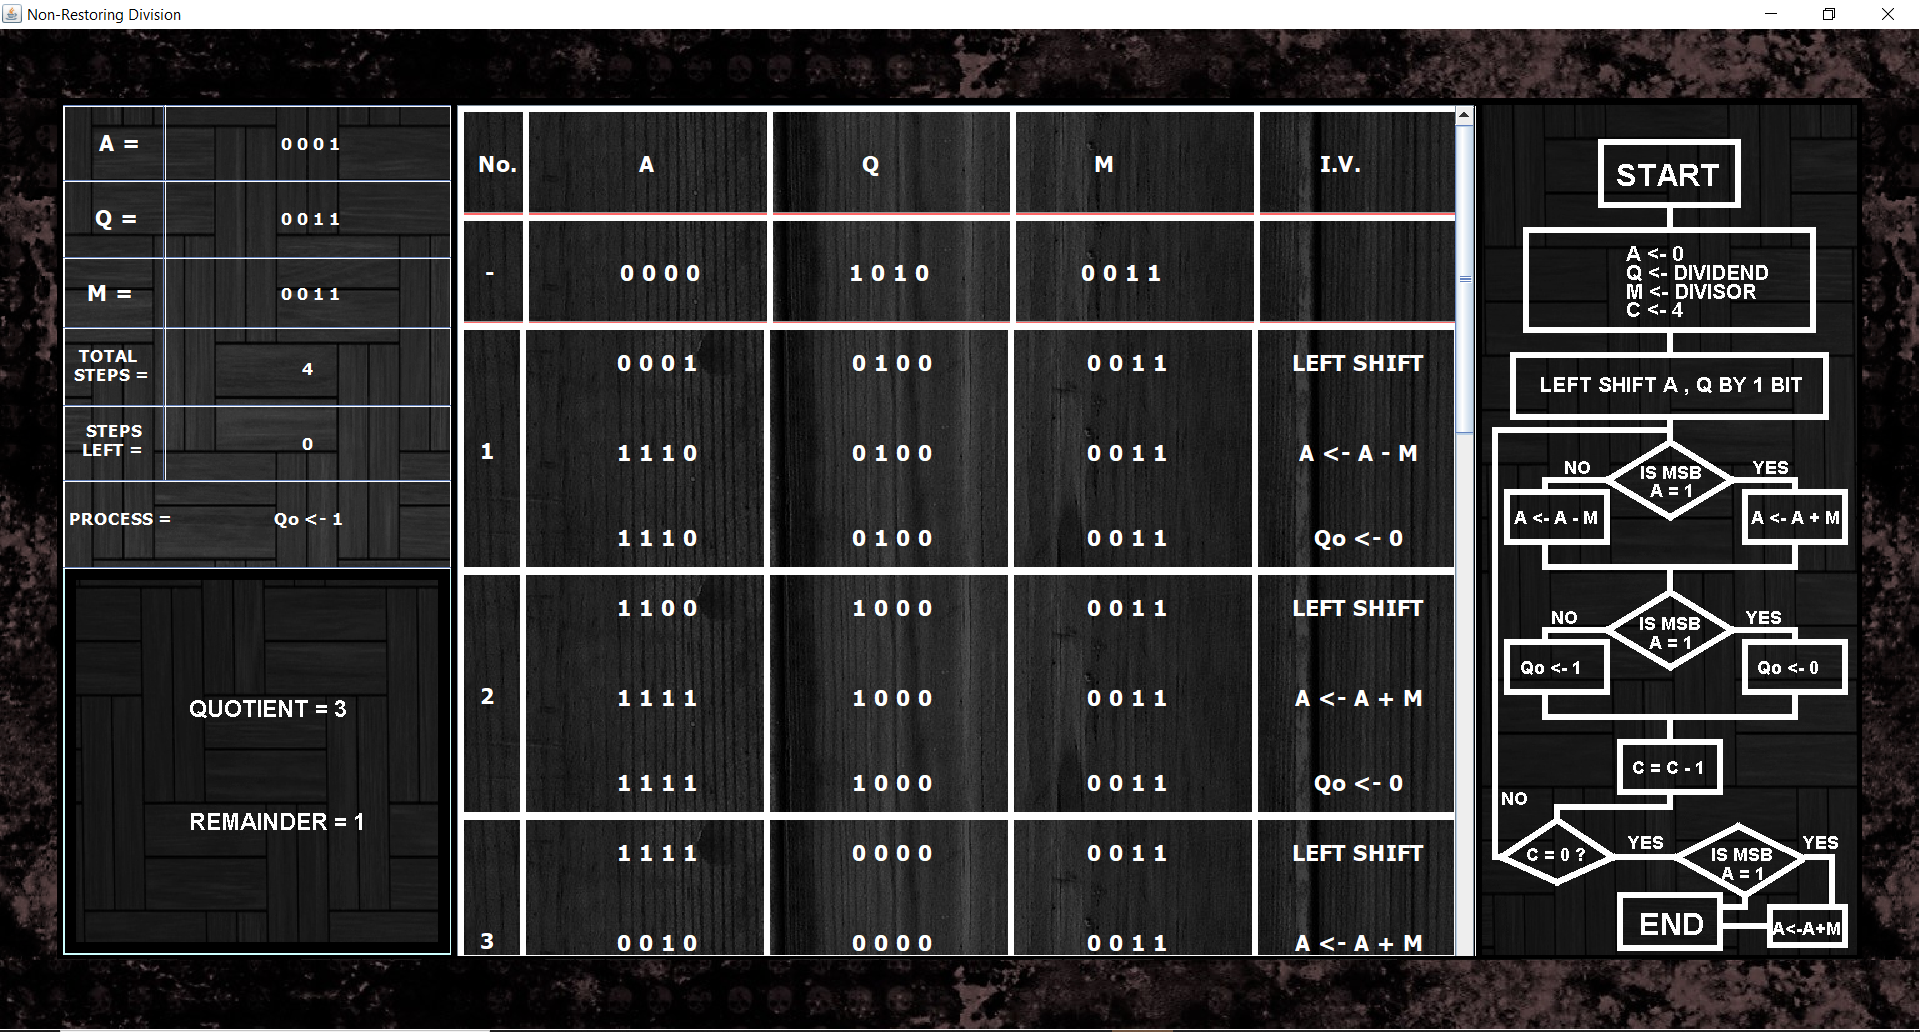 Non-Restoring Division
A =
0 0 0 1
Q =
0 0 1 1
M =
0 0 1 1
TOTAL
STEPS =
4
STEPS
LEFT =
0
PROCESS =
Qo <- 1
QUOTIENT = 3
REMAINDER = 1
No. A Q M I.V.
- 0 0 0 0 1 0 1 0 0 0 1 1
0 0 0 1 0 1 0 0 0 0 1 1 LEFT SHIFT
1 1 1 1 0 0 1 0 0 0 0 1 1 A <- A - M
1 1 1 0 0 1 0 0 0 0 1 1 Qo <- 0
1 1 0 0 1 0 0 0 0 0 1 1 LEFT SHIFT
2 1 1 1 1 1 0 0 0 0 0 1 1 A <- A + M
1 1 1 1 1 0 0 0 0 0 1 1 Qo <- 0
1 1 1 1 0 0 0 0 0 0 1 1 LEFT SHIFT
3 0 0 1 0 0 0 0 0 0 0 1 1 A <- A + M
START
A <- 0
Q <- DIVIDEND
M <- DIVISOR
C <- 4
LEFT SHIFT A , Q BY 1 BIT
NO
IS MSB
A = 1
YES
A <- A - M
A <- A + M
NO
IS MSB
A = 1
YES
Qo <- 1
Qo <- 0
C = C - 1
NO
C = 0 ?
YES
IS MSB
A = 1
YES
END
A<-A+M